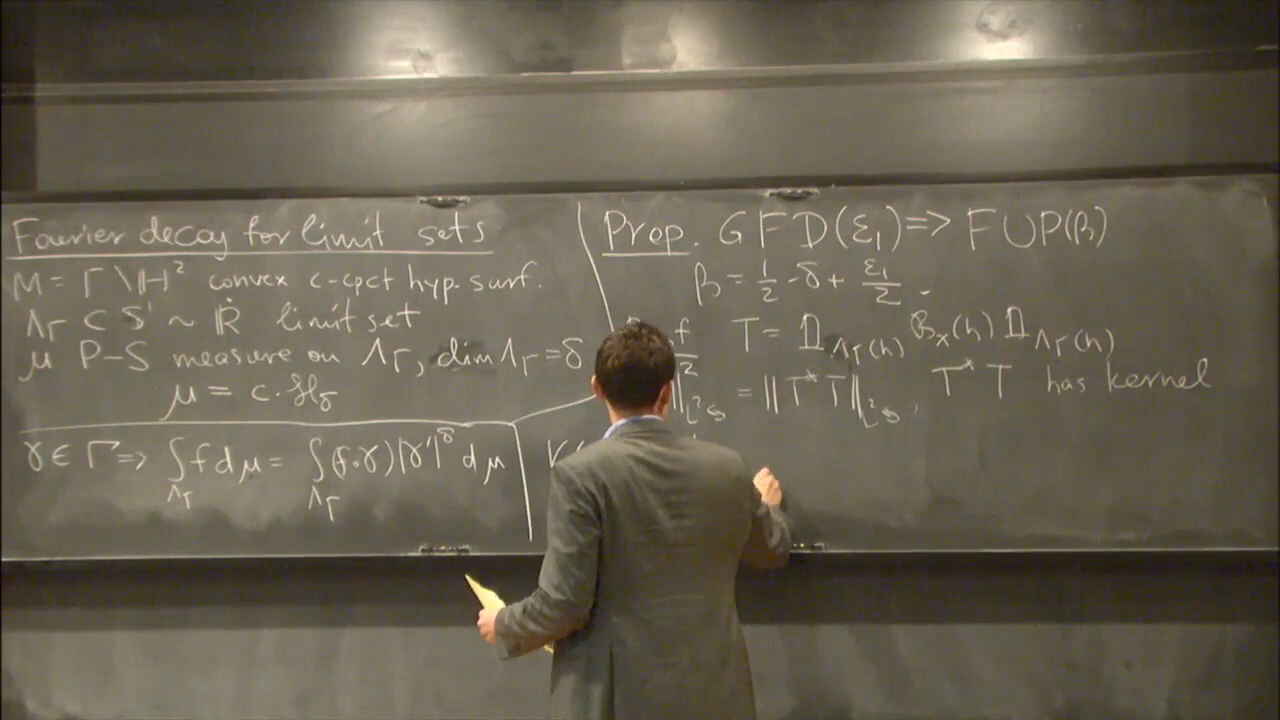 Fourier decay for limit sets
M = Γ\ℍ² convex c-cpct hyp. surf.
Λ_Γ ⊂ S¹ ~ Ṙ limit set
μ P-S measure on Λ_Γ, dim Λ_Γ = δ
μ = c·ℋ_δ
γ ∈ Γ ⇒ ∫_{Λ_Γ} f dμ = ∫_{Λ_Γ} (f∘γ)|γ'|^δ dμ
Prop. GFD(ε₁) ⇒ FUP(β)
β = 1/2 - δ + ε₁/2.
f T = 𝟙_{Λ_Γ(h)} B_x(h) 𝟙_{Λ_Γ(h)}
‖_{L²↺} = ‖T*T‖_{L²↺}, T*T has kernel